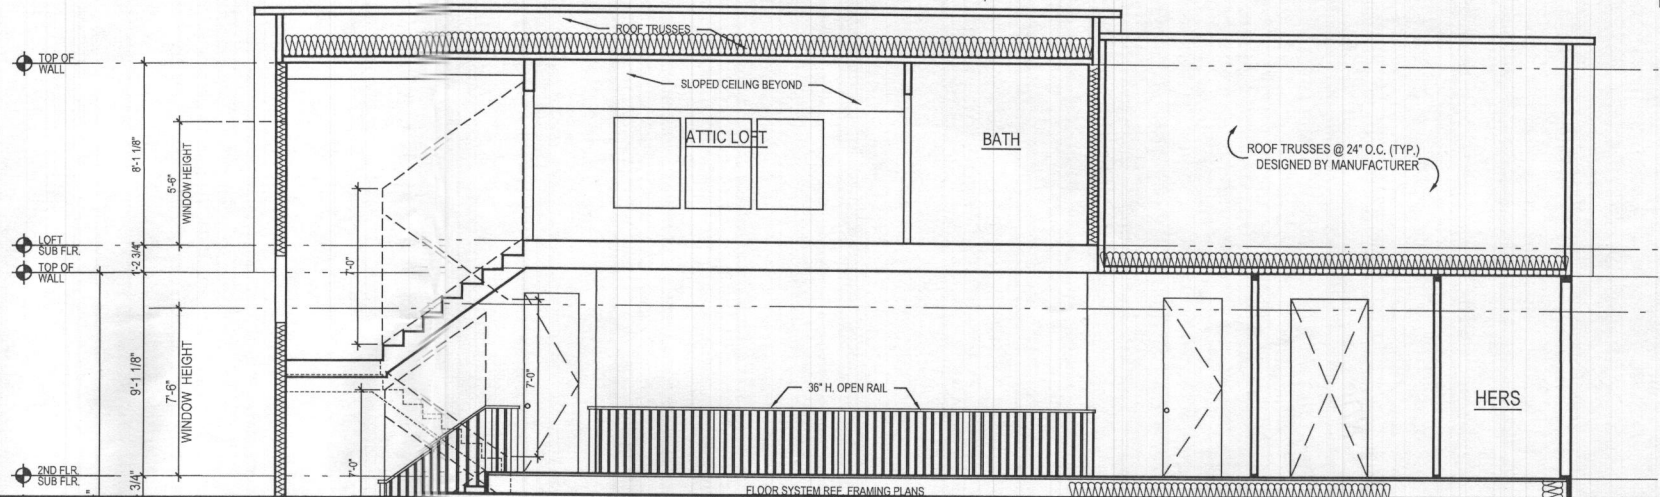 ROOF TRUSSES
TOP OF
WALL
SLOPED CEILING BEYOND
ATTIC LOFT
BATH
ROOF TRUSSES @ 24" O.C. (TYP.)
DESIGNED BY MANUFACTURER
8'-1 1/8"
5'-6"
WINDOW HEIGHT
LOFT
SUB FLR.
1'-2 3/4"
TOP OF
WALL
7'-0"
9'-1 1/8"
7'-6"
WINDOW HEIGHT
7'-0"
36" H. OPEN RAIL
HERS
7'-0"
2ND FLR.
SUB FLR.
3/4"
FLOOR SYSTEM REF. FRAMING PLANS